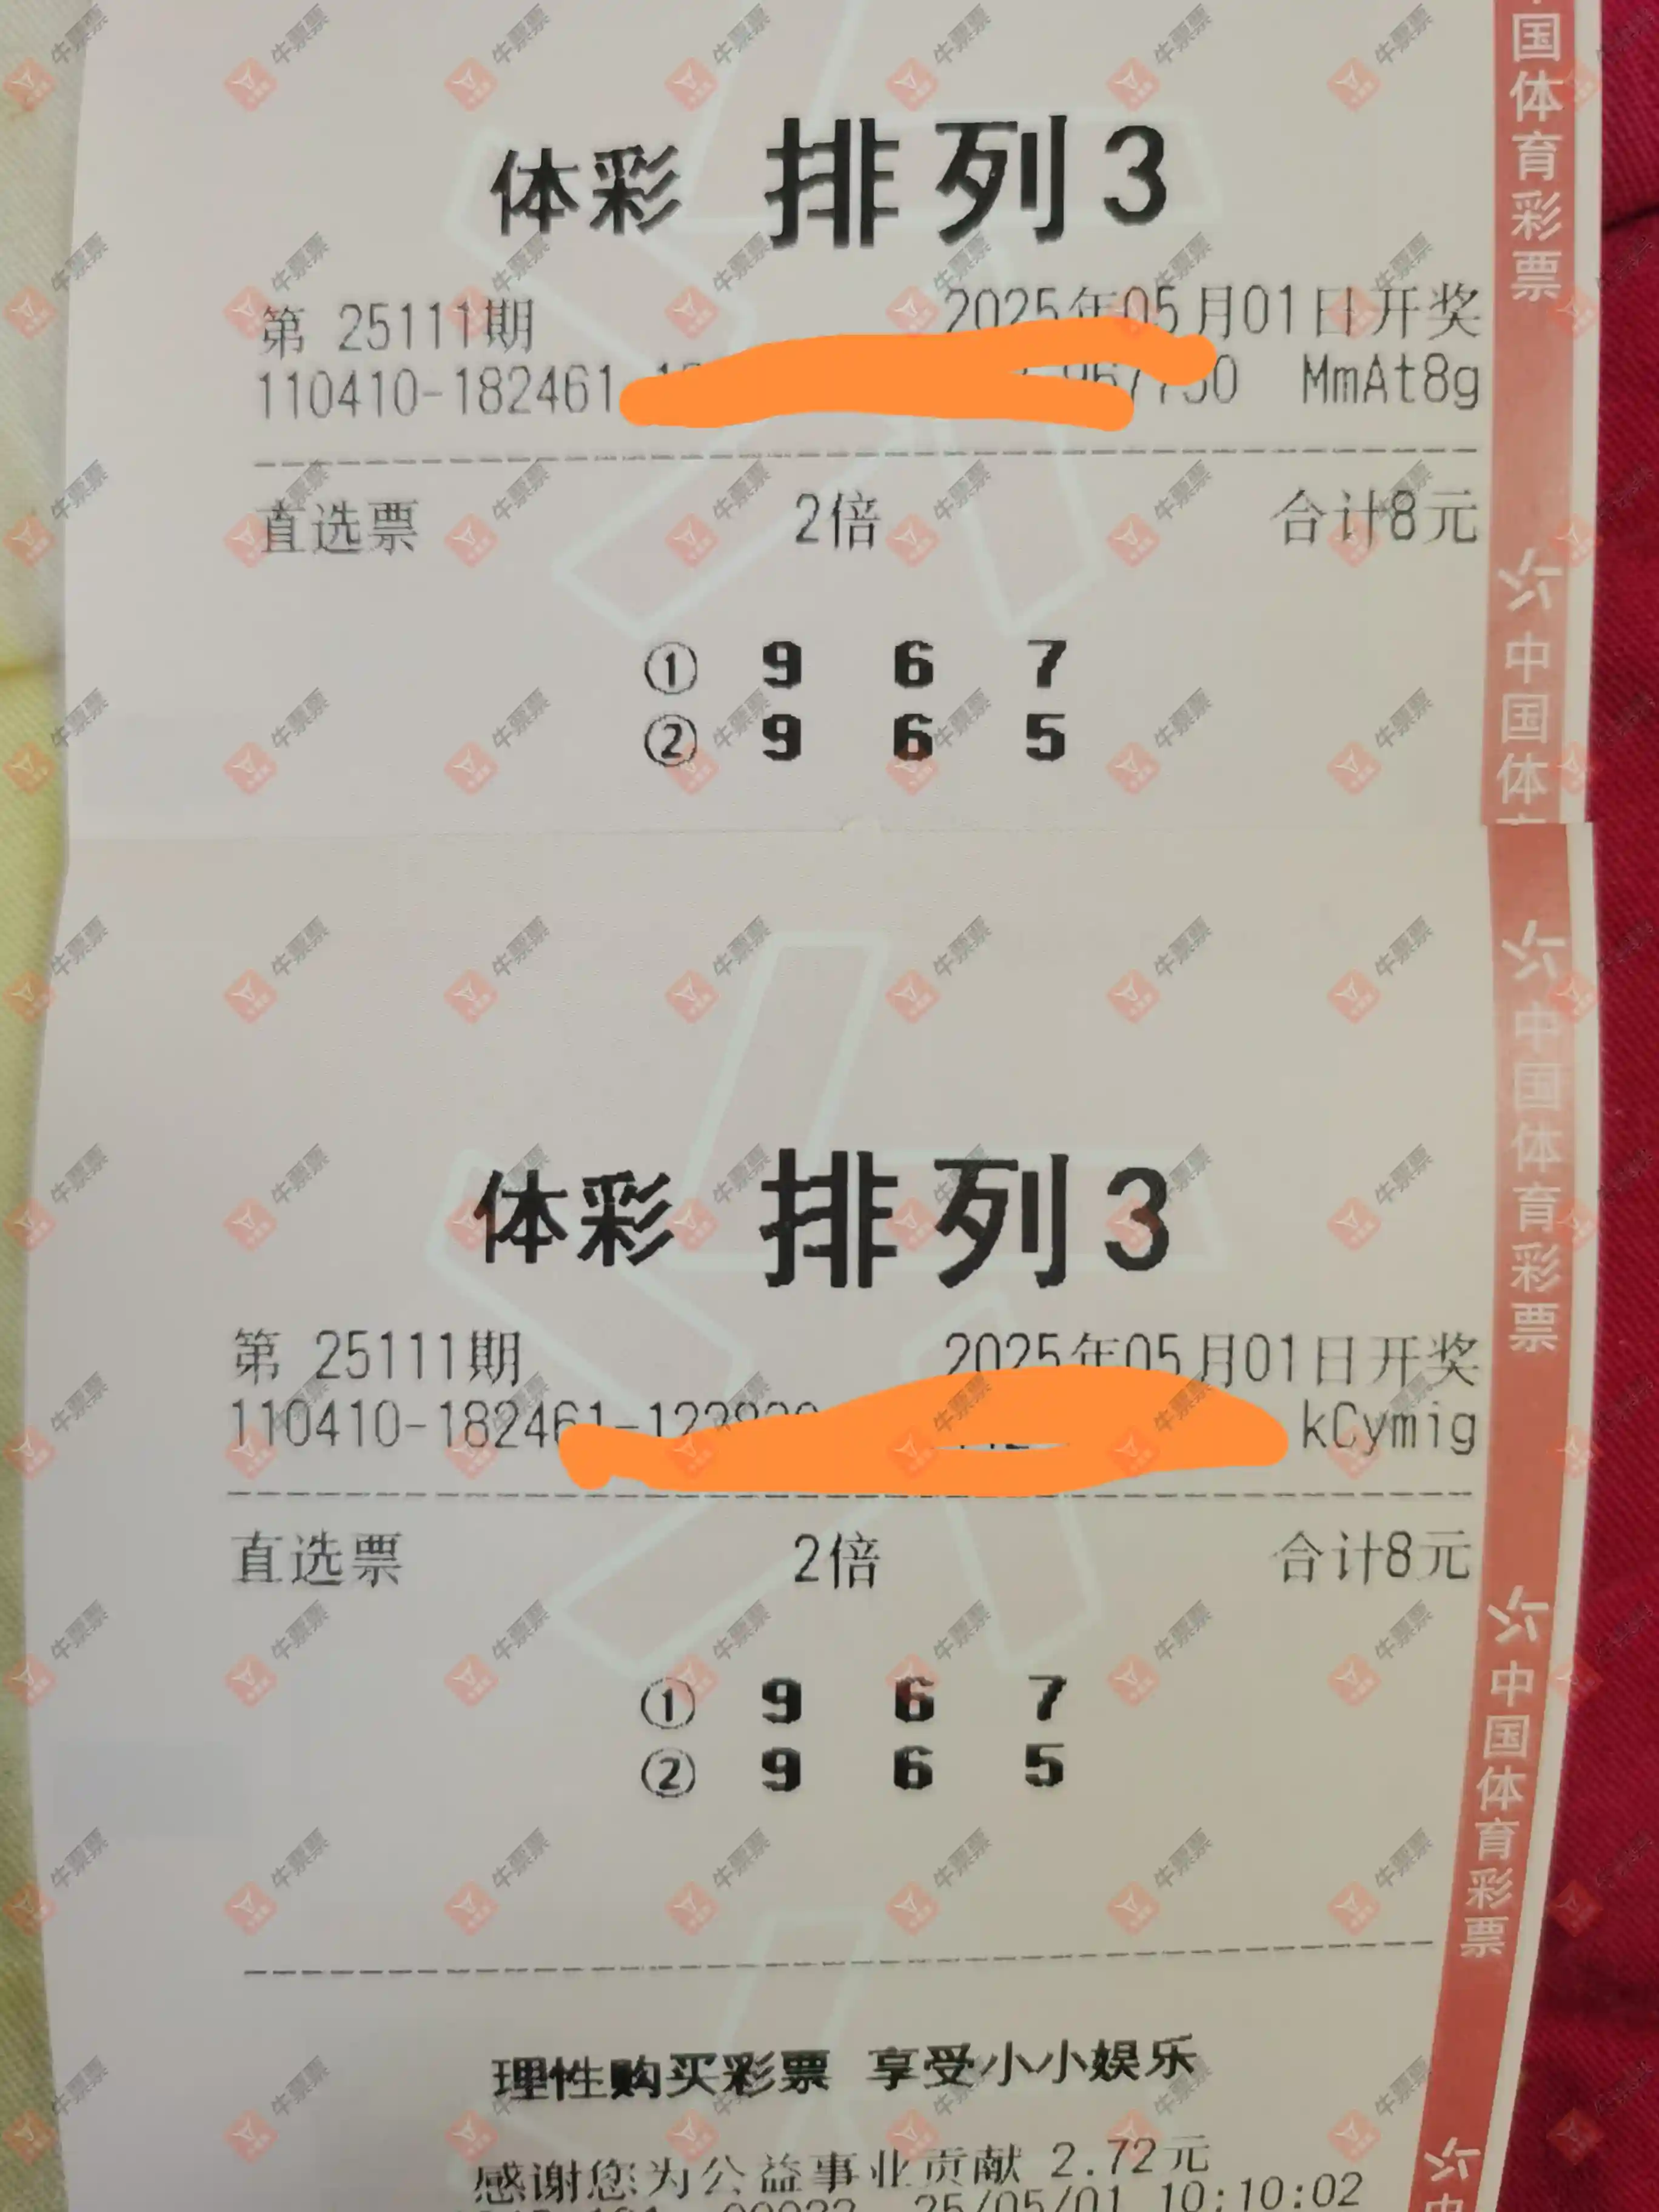 体彩 排列3
第 25111期 2025年05月01日开奖
110410-182461 MmAt8g
直选票 2倍 合计8元
① 9 6 7
② 9 6 5
体彩 排列3
第 25111期 2025年05月01日开奖
110410-182461 kCymig
直选票 2倍 合计8元
① 9 6 7
② 9 6 5
理性购买彩票 享受小小娱乐
感谢您为公益事业贡献 2.72元
25/05/01 10:10:02
国体育彩票
中国体
中国体育彩票
中国体育彩票
中
牛票票